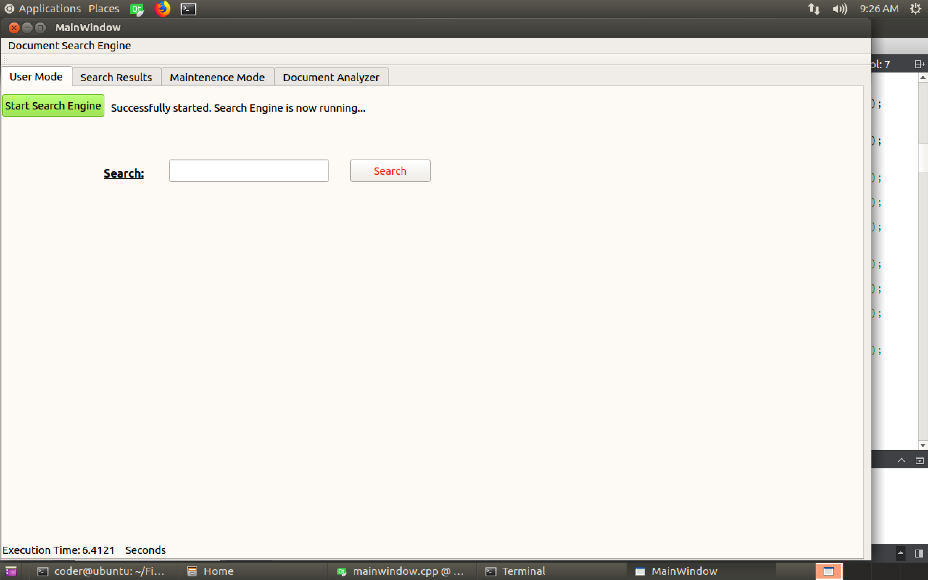 Applications Places 9:26 AM
MainWindow
Document Search Engine
ol: 7
User Mode Search Results Maintenence Mode Document Analyzer
Start Search Engine Successfully started. Search Engine is now running...
);
);
Search: Search
);
);
);
);
);
);
);
Execution Time: 6.4121 Seconds
coder@ubuntu: ~/Fi... Home mainwindow.cpp @ ... Terminal MainWindow